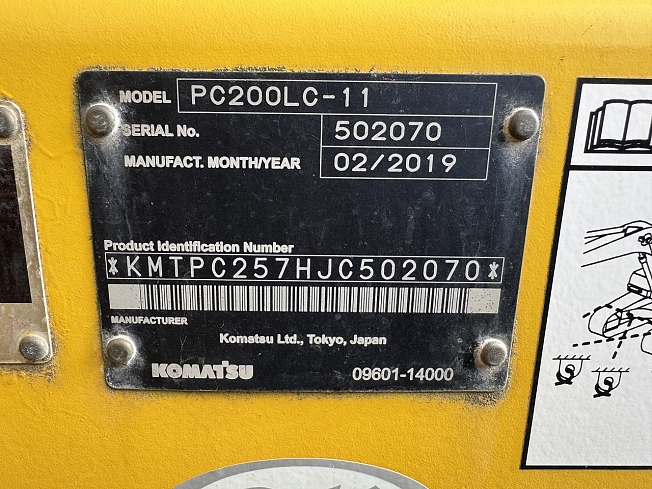 MODEL PC200LC-11
SERIAL No. 502070
MANUFACT. MONTH/YEAR 02/2019
Product Identification Number
*KMTPC257HJC502070*
MANUFACTURER
Komatsu Ltd., Tokyo, Japan
KOMATSU 09601-14000